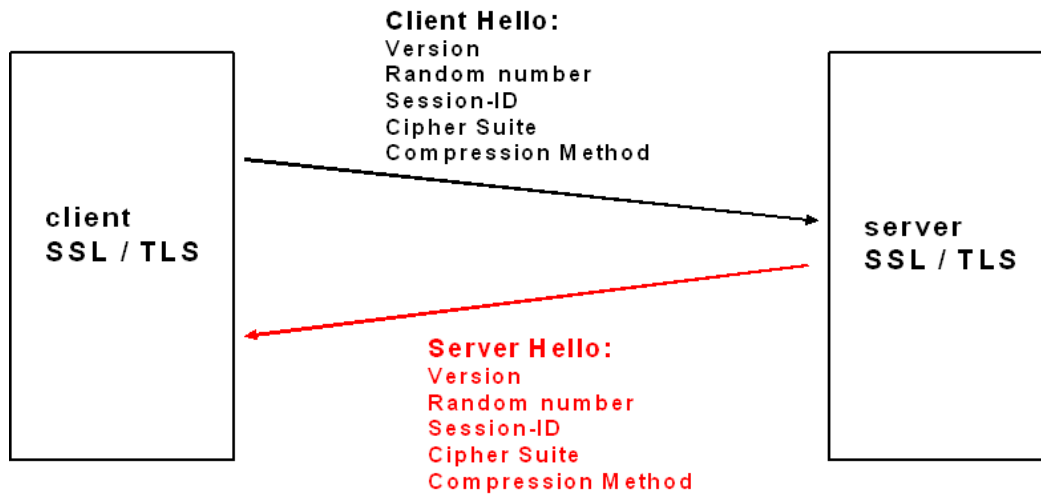 Client Hello:
Version
Random number
Session-ID
Cipher Suite
Compression Method
client
SSL / TLS
server
SSL / TLS
Server Hello:
Version
Random number
Session-ID
Cipher Suite
Compression Method